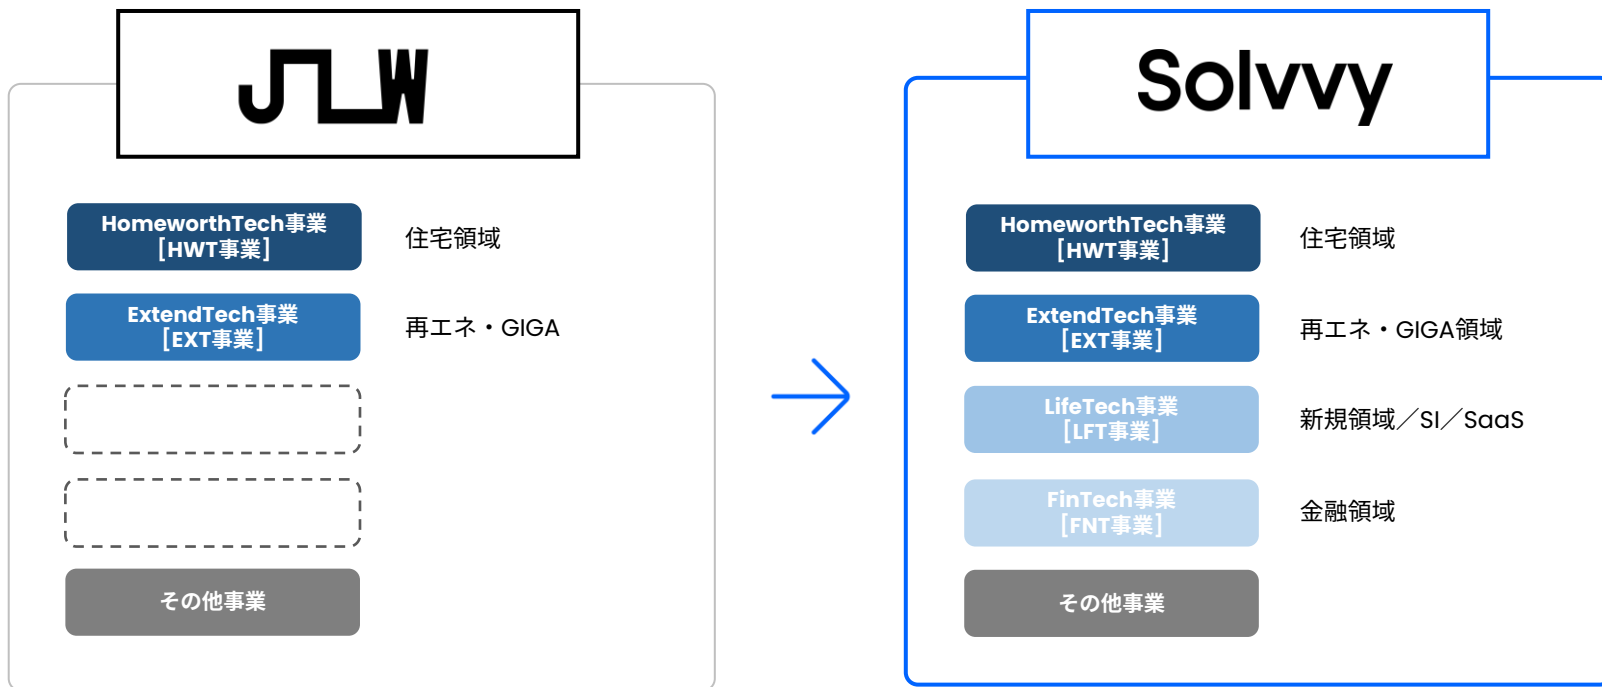 JLW
HomeworthTech事業
[HWT事業]
住宅領域
ExtendTech事業
[EXT事業]
再エネ・GIGA
その他事業
Solvvy
HomeworthTech事業
[HWT事業]
住宅領域
ExtendTech事業
[EXT事業]
再エネ・GIGA領域
LifeTech事業
[LFT事業]
新規領域／SI／SaaS
FinTech事業
[FNT事業]
金融領域
その他事業